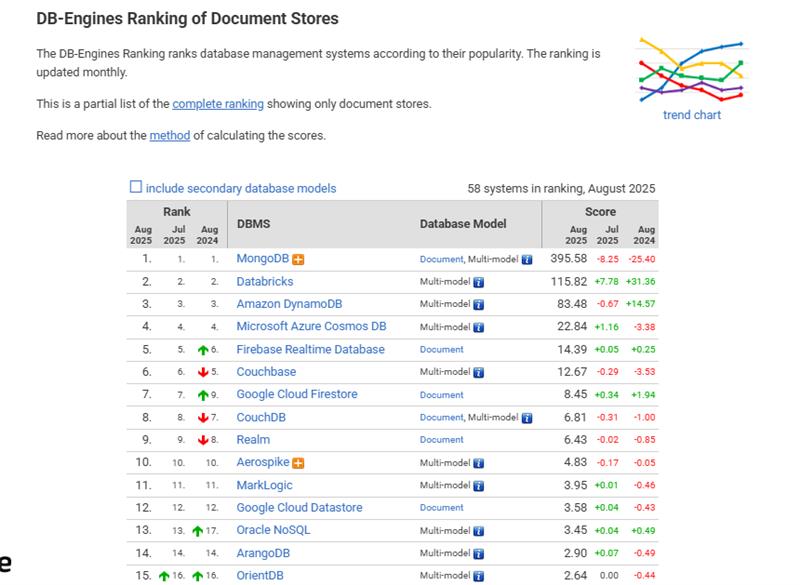 DB-Engines Ranking of Document Stores
The DB-Engines Ranking ranks database management systems according to their popularity. The ranking is
updated monthly.
This is a partial list of the complete ranking showing only document stores.
Read more about the method of calculating the scores.
trend chart
include secondary database models 58 systems in ranking, August 2025
Rank DBMS Database Model Score
Aug 2025 Jul 2025 Aug 2024 Aug 2025 Jul 2025 Aug 2024
1. 1. 1. MongoDB Document, Multi-model 395.58 -8.25 -25.40
2. 2. 2. Databricks Multi-model 115.82 +7.78 +31.36
3. 3. 3. Amazon DynamoDB Multi-model 83.48 -0.67 +14.57
4. 4. 4. Microsoft Azure Cosmos DB Multi-model 22.84 +1.16 -3.38
5. 5. 6. Firebase Realtime Database Document 14.39 +0.05 +0.25
6. 6. 5. Couchbase Multi-model 12.67 -0.29 -3.53
7. 7. 9. Google Cloud Firestore Document 8.45 +0.34 +1.94
8. 8. 7. CouchDB Document, Multi-model 6.81 -0.31 -1.00
9. 9. 8. Realm Document 6.43 -0.02 -0.85
10. 10. 10. Aerospike Multi-model 4.83 -0.17 -0.05
11. 11. 11. MarkLogic Multi-model 3.95 +0.01 -0.46
12. 12. 12. Google Cloud Datastore Document 3.58 +0.04 -0.43
13. 13. 17. Oracle NoSQL Multi-model 3.45 +0.04 +0.49
14. 14. 14. ArangoDB Multi-model 2.90 +0.07 -0.49
e
15. 16. 16. OrientDB Multi-model 2.64 0.00 -0.44